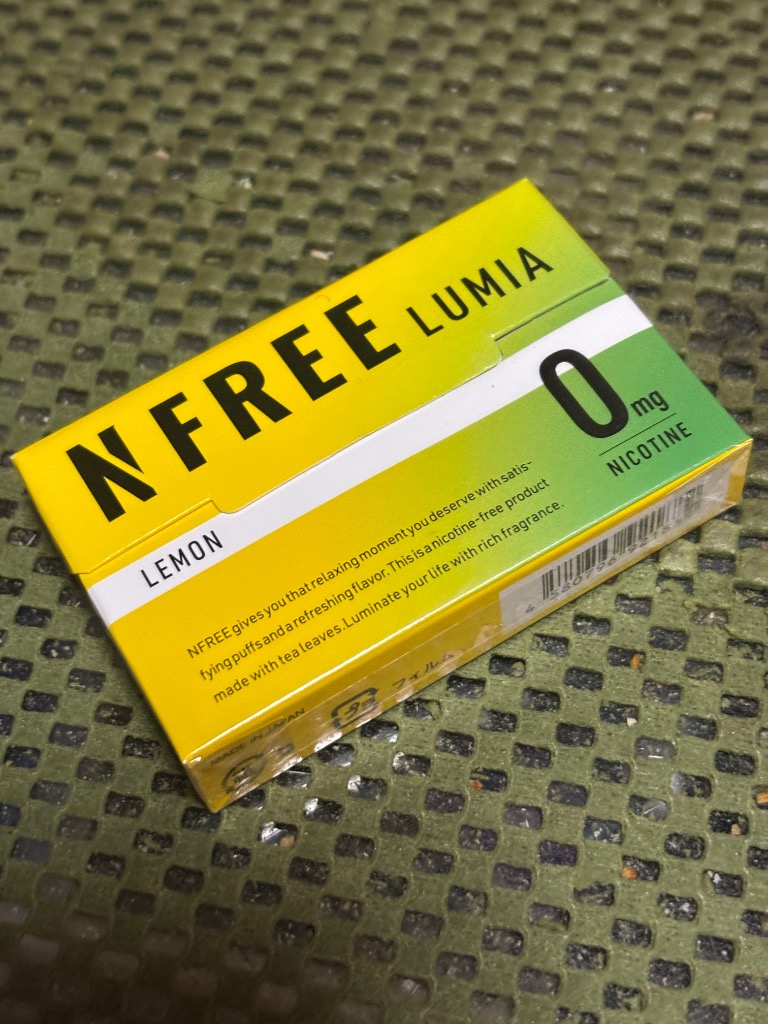 NFREE LUMIA
0mg
NICOTINE
LEMON
NFREE gives you that relaxing moment you deserve with satis-
fying puffs and a refreshing flavor. This is a nicotine-free product
made with tea leaves. Luminate your life with rich fragrance.
MADE IN JAPAN
フィルム